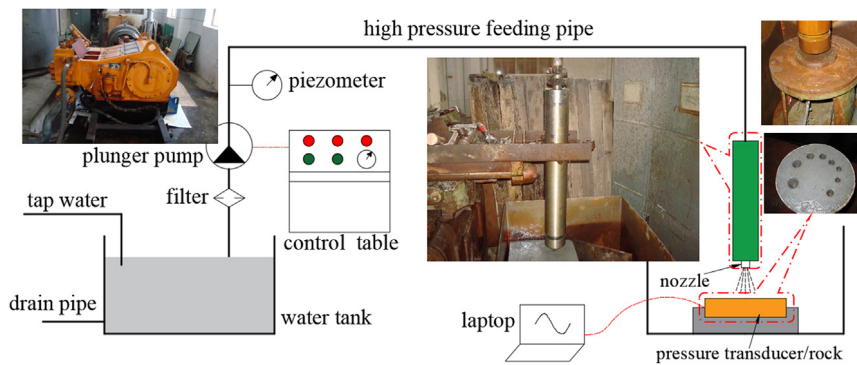 high pressure feeding pipe
piezometer
plunger pump
filter
tap water
control table
nozzle
drain pipe
water tank
laptop
pressure transducer/rock